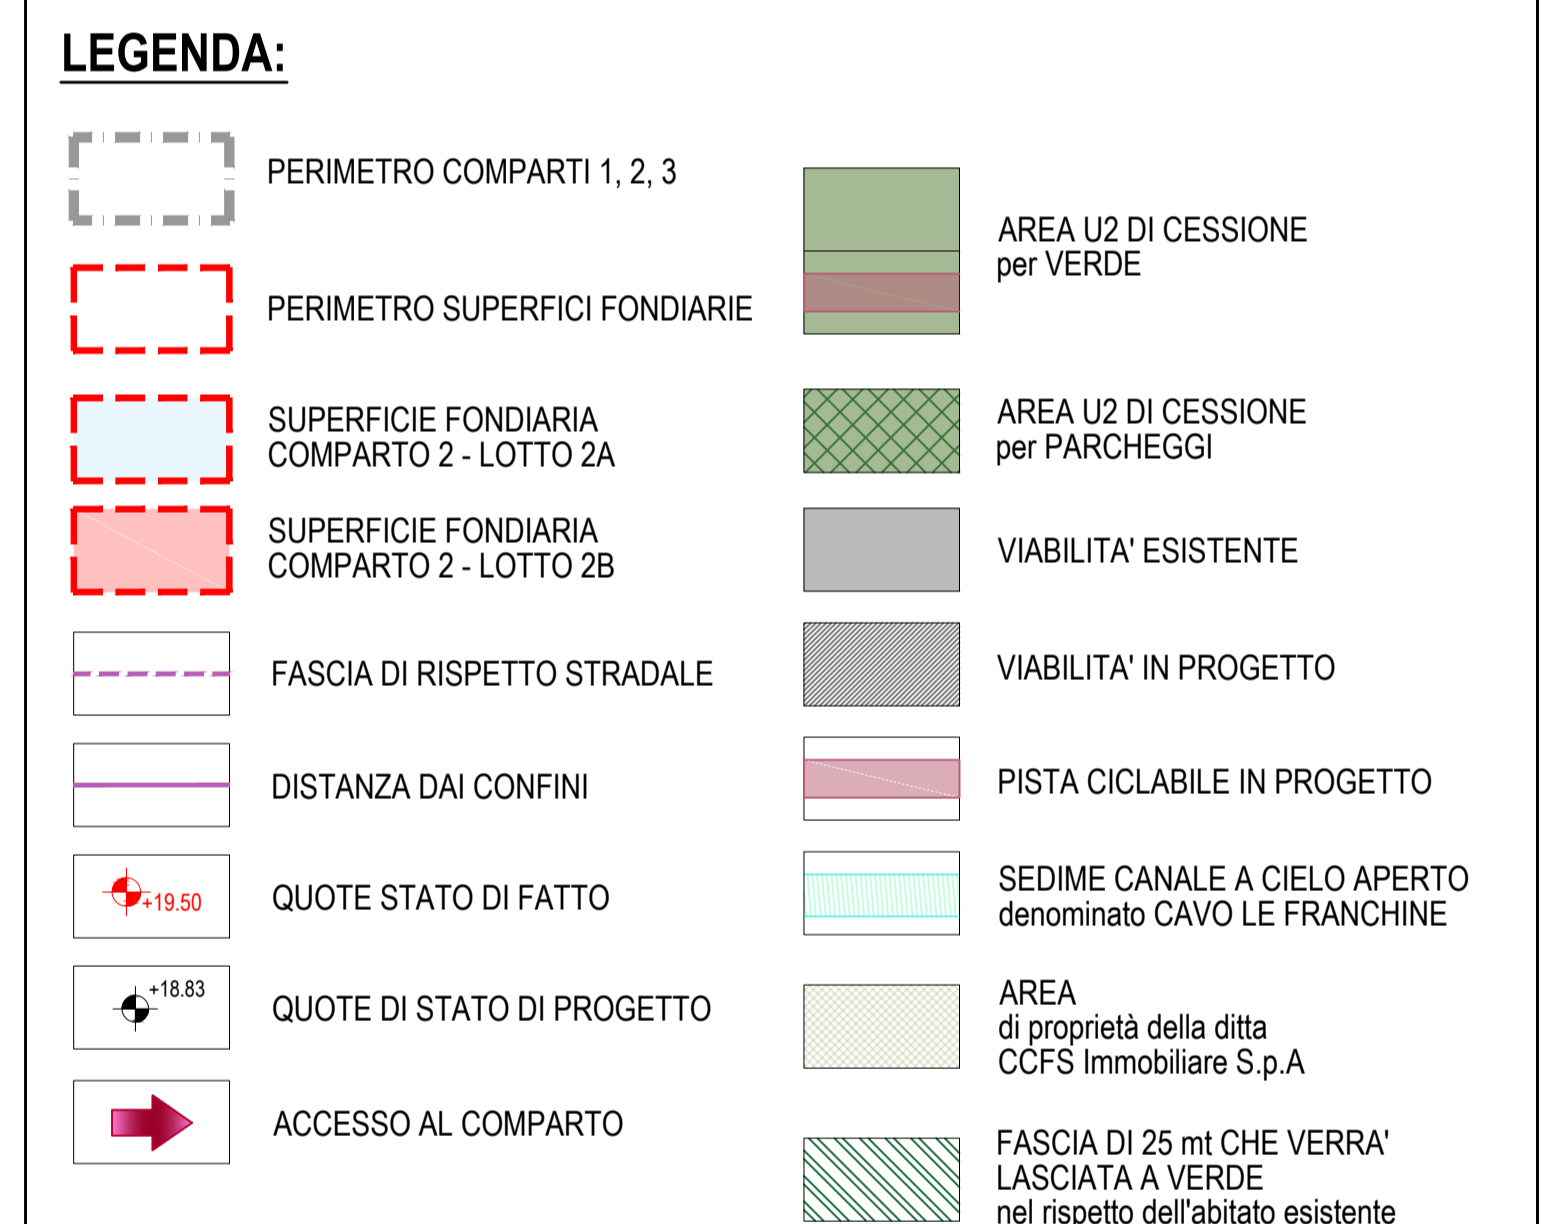 LEGENDA:
PERIMETRO COMPARTI 1, 2, 3
PERIMETRO SUPERFICI FONDIARIE
SUPERFICIE FONDIARIA
COMPARTO 2 - LOTTO 2A
SUPERFICIE FONDIARIA
COMPARTO 2 - LOTTO 2B
FASCIA DI RISPETTO STRADALE
DISTANZA DAI CONFINI
+19.50
QUOTE STATO DI FATTO
+18.83
QUOTE DI STATO DI PROGETTO
ACCESSO AL COMPARTO
AREA U2 DI CESSIONE
per VERDE
AREA U2 DI CESSIONE
per PARCHEGGI
VIABILITA' ESISTENTE
VIABILITA' IN PROGETTO
PISTA CICLABILE IN PROGETTO
SEDIME CANALE A CIELO APERTO
denominato CAVO LE FRANCHINE
AREA
di proprietà della ditta
CCFS Immobiliare S.p.A
FASCIA DI 25 mt CHE VERRA'
LASCIATA A VERDE
nel rispetto dell'abitato esistente